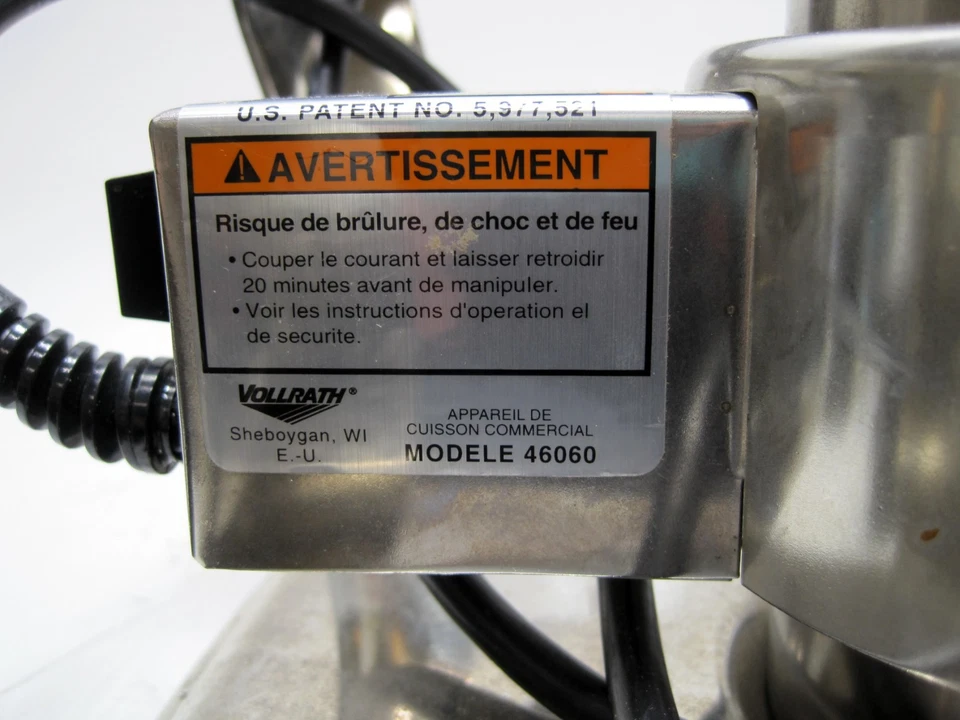 U.S. PATENT NO. 5,977,521
AVERTISSEMENT
Risque de brûlure, de choc et de feu
• Couper le courant et laisser retroidir
20 minutes avant de manipuler.
• Voir les instructions d'operation el
de securite.
VOLLRATH®
Sheboygan, WI
E.-U.
APPAREIL DE
CUISSON COMMERCIAL
MODELE 46060